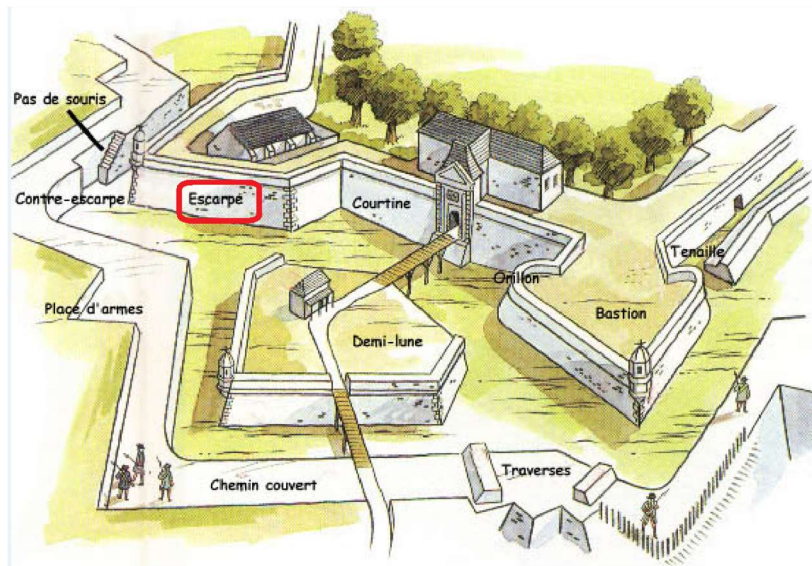 Pas de souris
Contre-escarpe
Escarpe
Courtine
Tenaille
Orillon
Place d'armes
Bastion
Demi-lune
Traverses
Chemin couvert